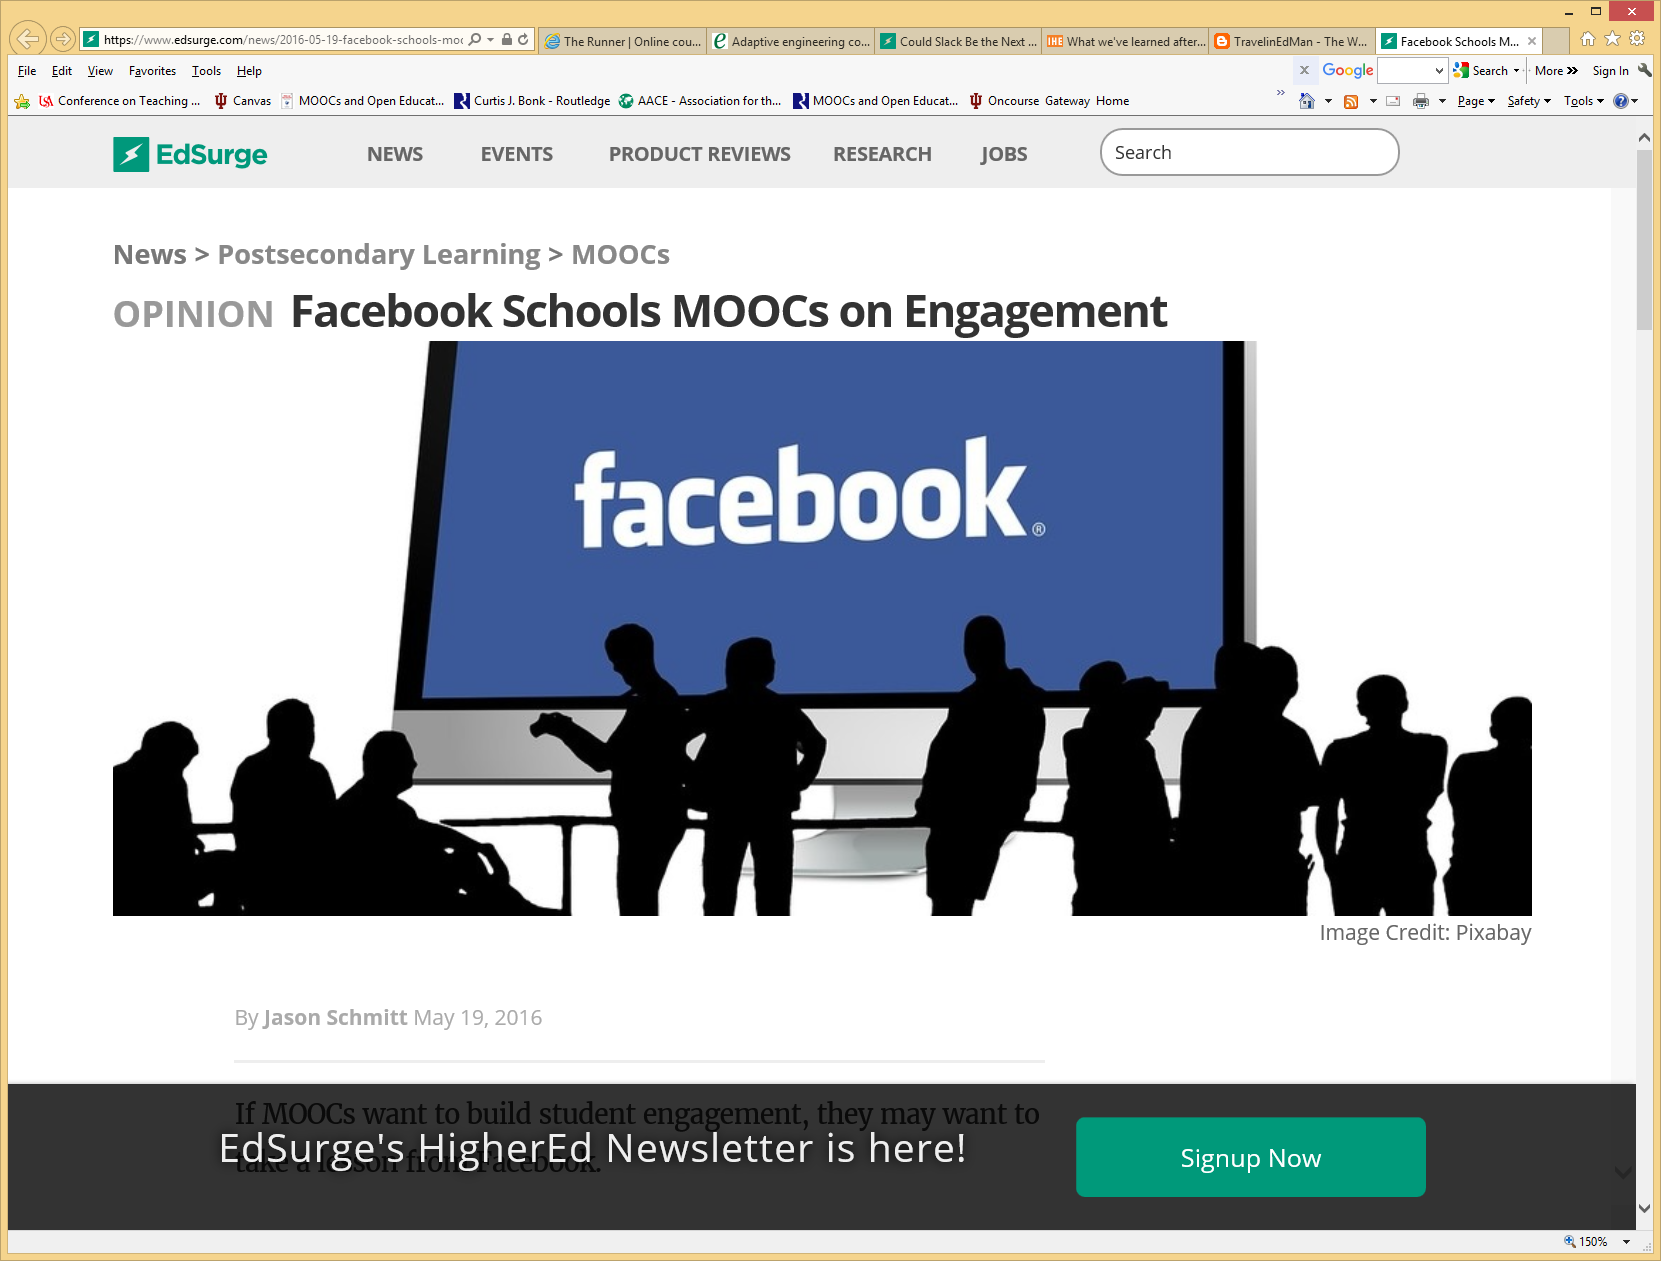 https://www.edsurge.com/news/2016-05-19-facebook-schools-moo
The Runner | Online cou...
Adaptive engineering co...
Could Slack Be the Next ...
IHE What we've learned after...
TravelinEdMan - The W...
Facebook Schools M...
File Edit View Favorites Tools Help
x Google Search More » Sign In
Conference on Teaching ... Canvas MOOCs and Open Educat... Curtis J. Bonk - Routledge AACE - Association for th... MOOCs and Open Educat... Oncourse Gateway Home » Page Safety Tools
EdSurge NEWS EVENTS PRODUCT REVIEWS RESEARCH JOBS Search
News > Postsecondary Learning > MOOCs
OPINION Facebook Schools MOOCs on Engagement
facebook®
Image Credit: Pixabay
By Jason Schmitt May 19, 2016
If MOOCs want to build student engagement, they may want to
take a lesson from Facebook.
EdSurge's HigherEd Newsletter is here!
Signup Now
150%